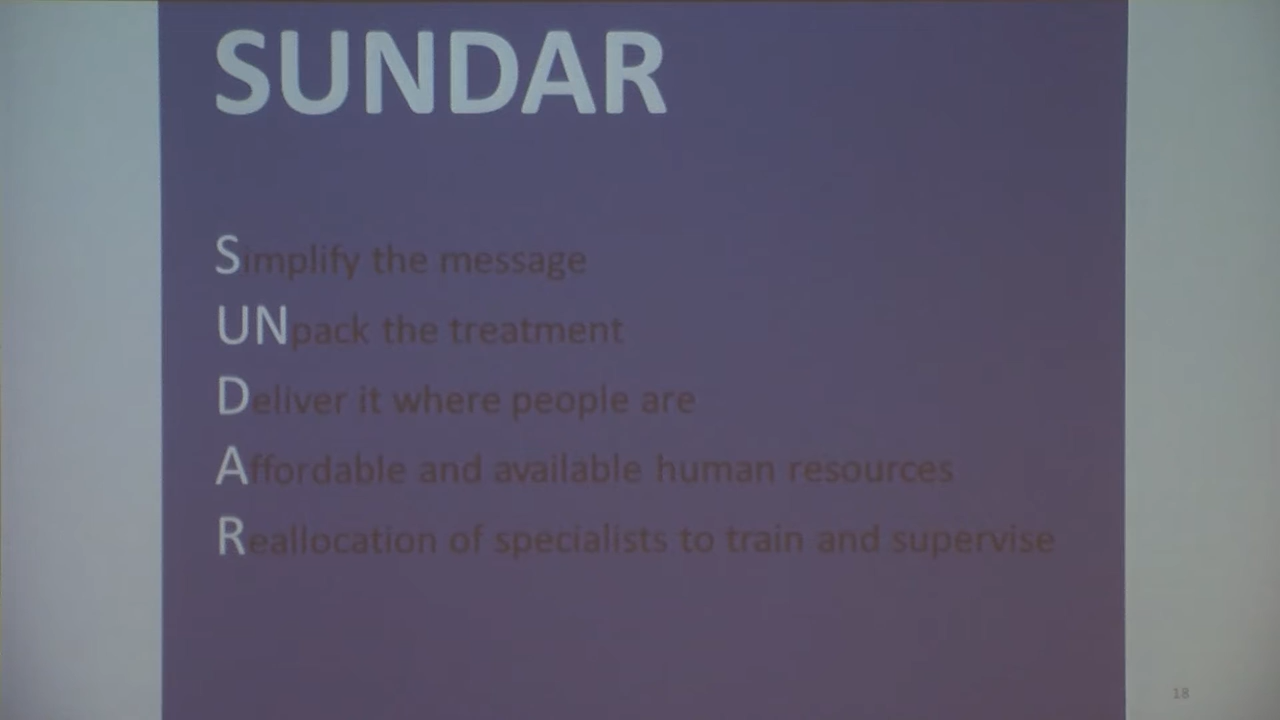 SUNDAR
Simplify the message
UNpack the treatment
Deliver it where people are
Affordable and available human resources
Reallocation of specialists to train and supervise
18